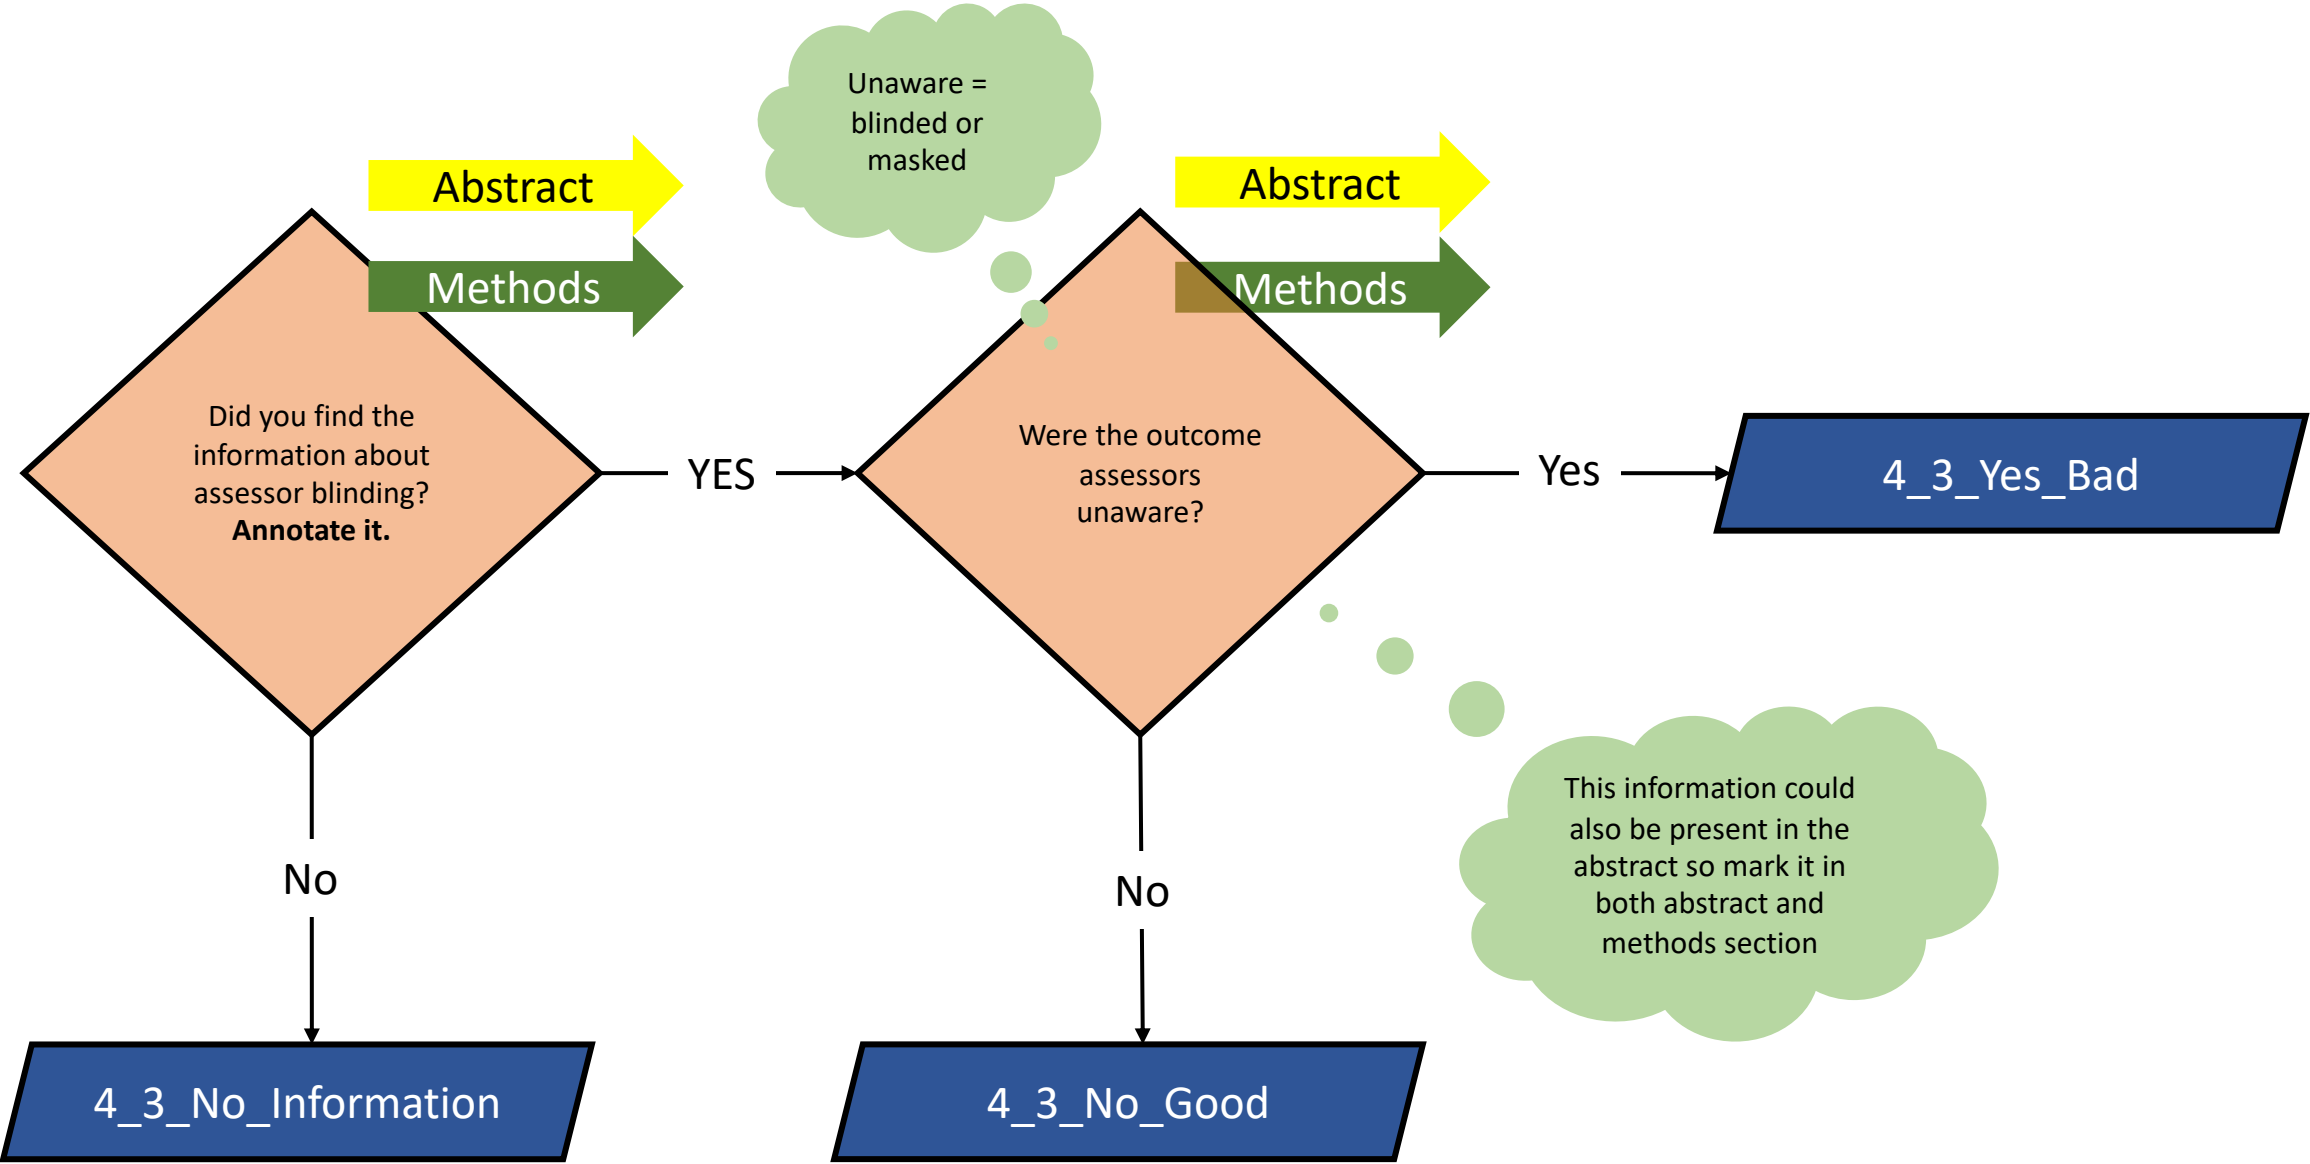 Unaware =
blinded or
masked
Abstract
Methods
Abstract
Methods
Did you find the
information about
assessor blinding?
Annotate it.
YES
Were the outcome
assessors
unaware?
Yes
4_3_Yes_Bad
This information could
also be present in the
abstract so mark it in
both abstract and
methods section
No
No
4_3_No_Information
4_3_No_Good